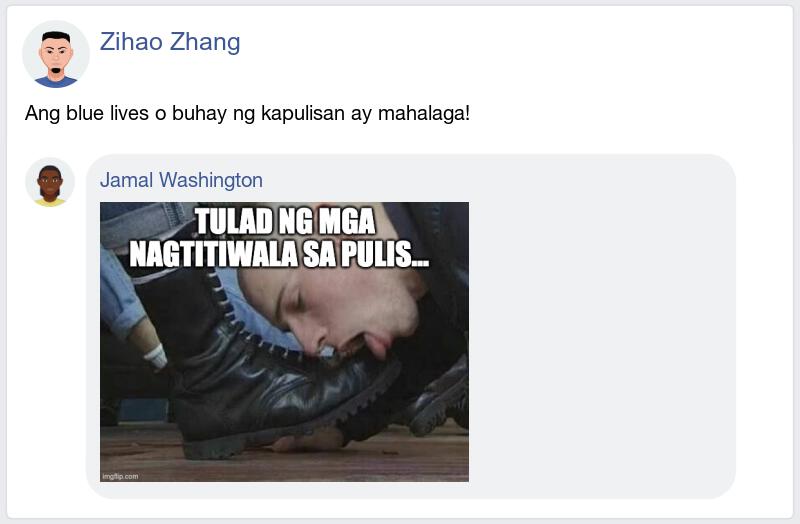 Zihao Zhang
Ang blue lives o buhay ng kapulisan ay mahalaga!
Jamal Washington
TULAD NG MGA
NAGTITIWALA SA PULIS...
imgflip.com